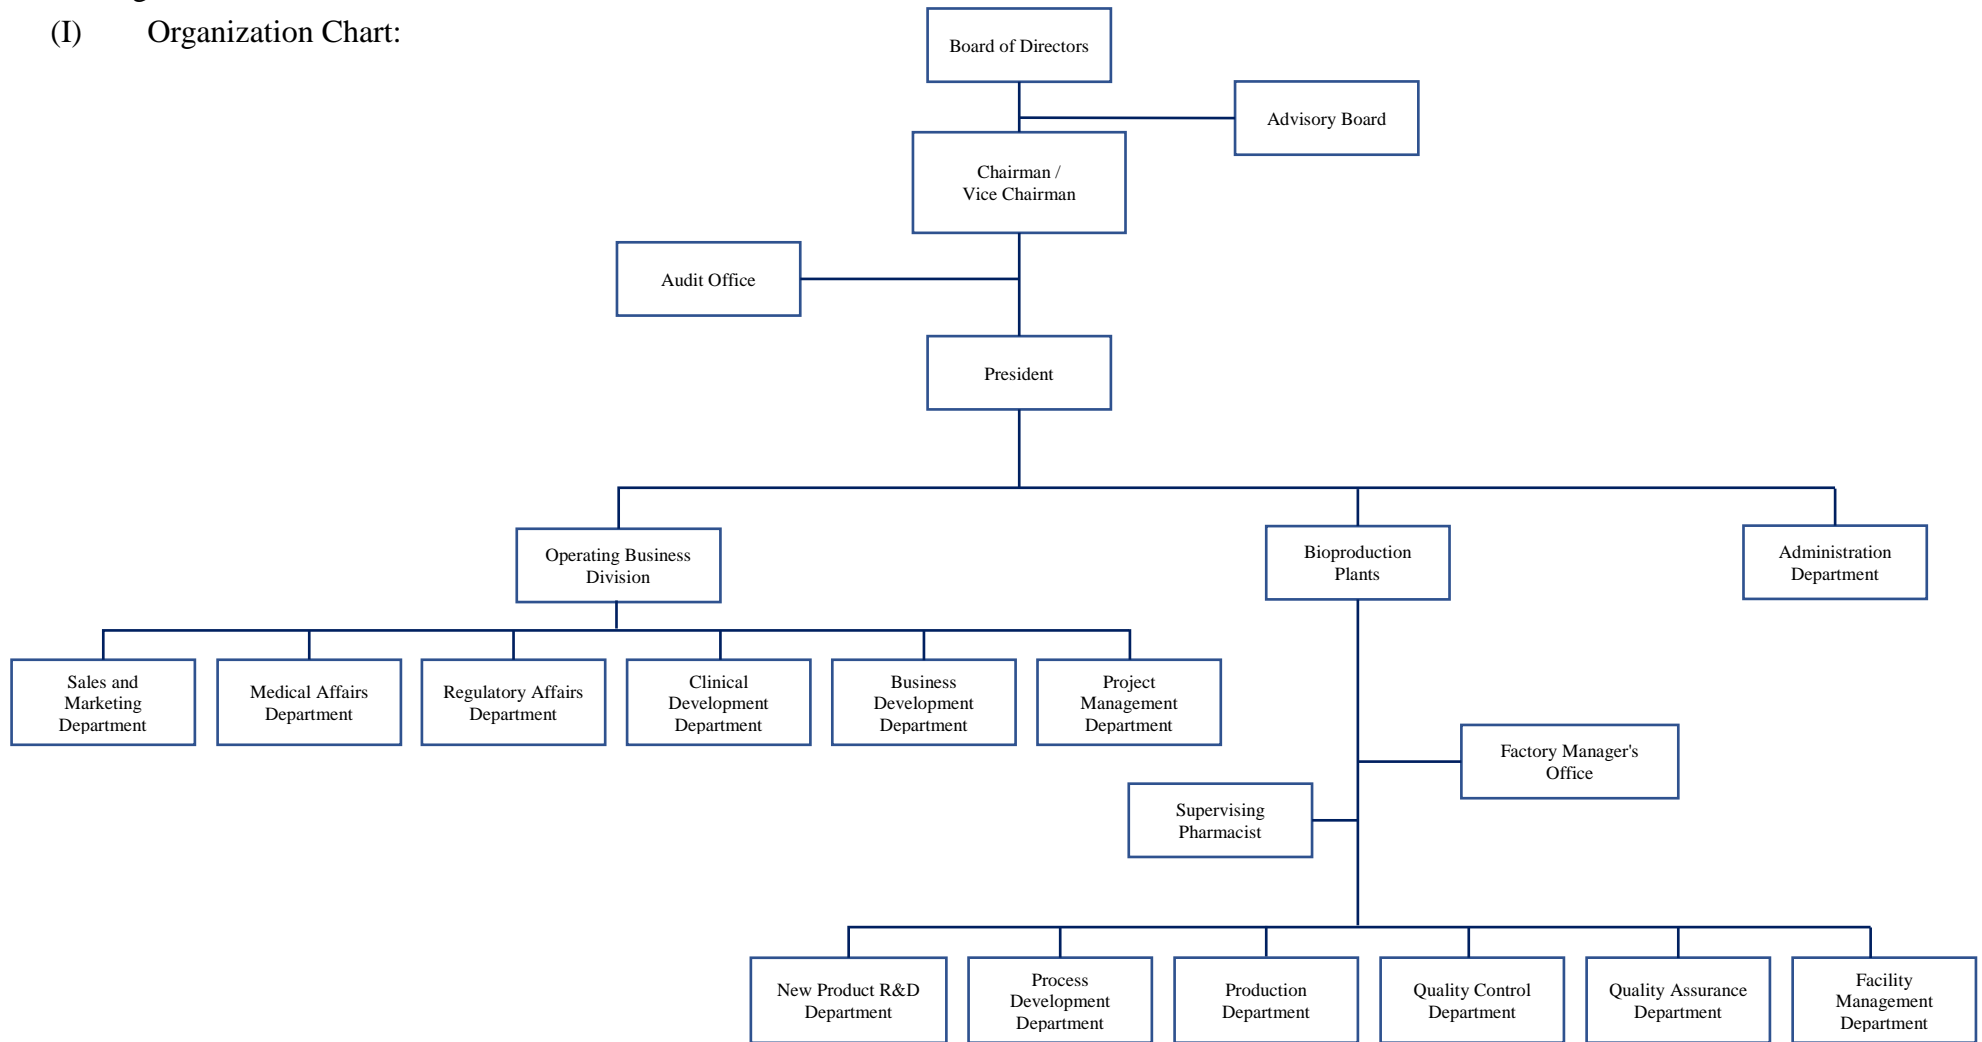 (I) Organization Chart:
Board of Directors
Advisory Board
Chairman /
Vice Chairman
Audit Office
President
Operating Business
Division
Bioproduction
Plants
Administration
Department
Sales and
Marketing
Department
Medical Affairs
Department
Regulatory Affairs
Department
Clinical
Development
Department
Business
Development
Department
Project
Management
Department
Factory Manager's
Office
Supervising
Pharmacist
New Product R&D
Department
Process
Development
Department
Production
Department
Quality Control
Department
Quality Assurance
Department
Facility
Management
Department